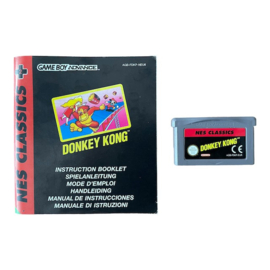 NES CLASSICS
GAME BOY ADVANCE
DONKEY KONG
INSTRUCTION BOOKLET
SPIELANLEITUNG
MODE D'EMPLOI
HANDLEIDING
MANUAL DE INSTRUCCIONES
MANUALE DI ISTRUZIONI
NES CLASSICS
DONKEY KONG